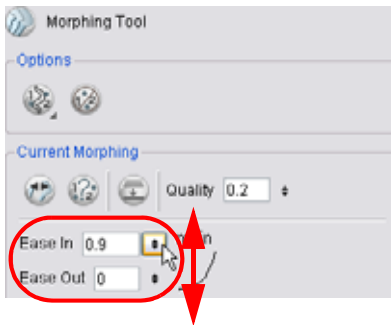 Morphing Tool
Options
Current Morphing
Quality 0.2
Ease In 0.9
Ease Out 0